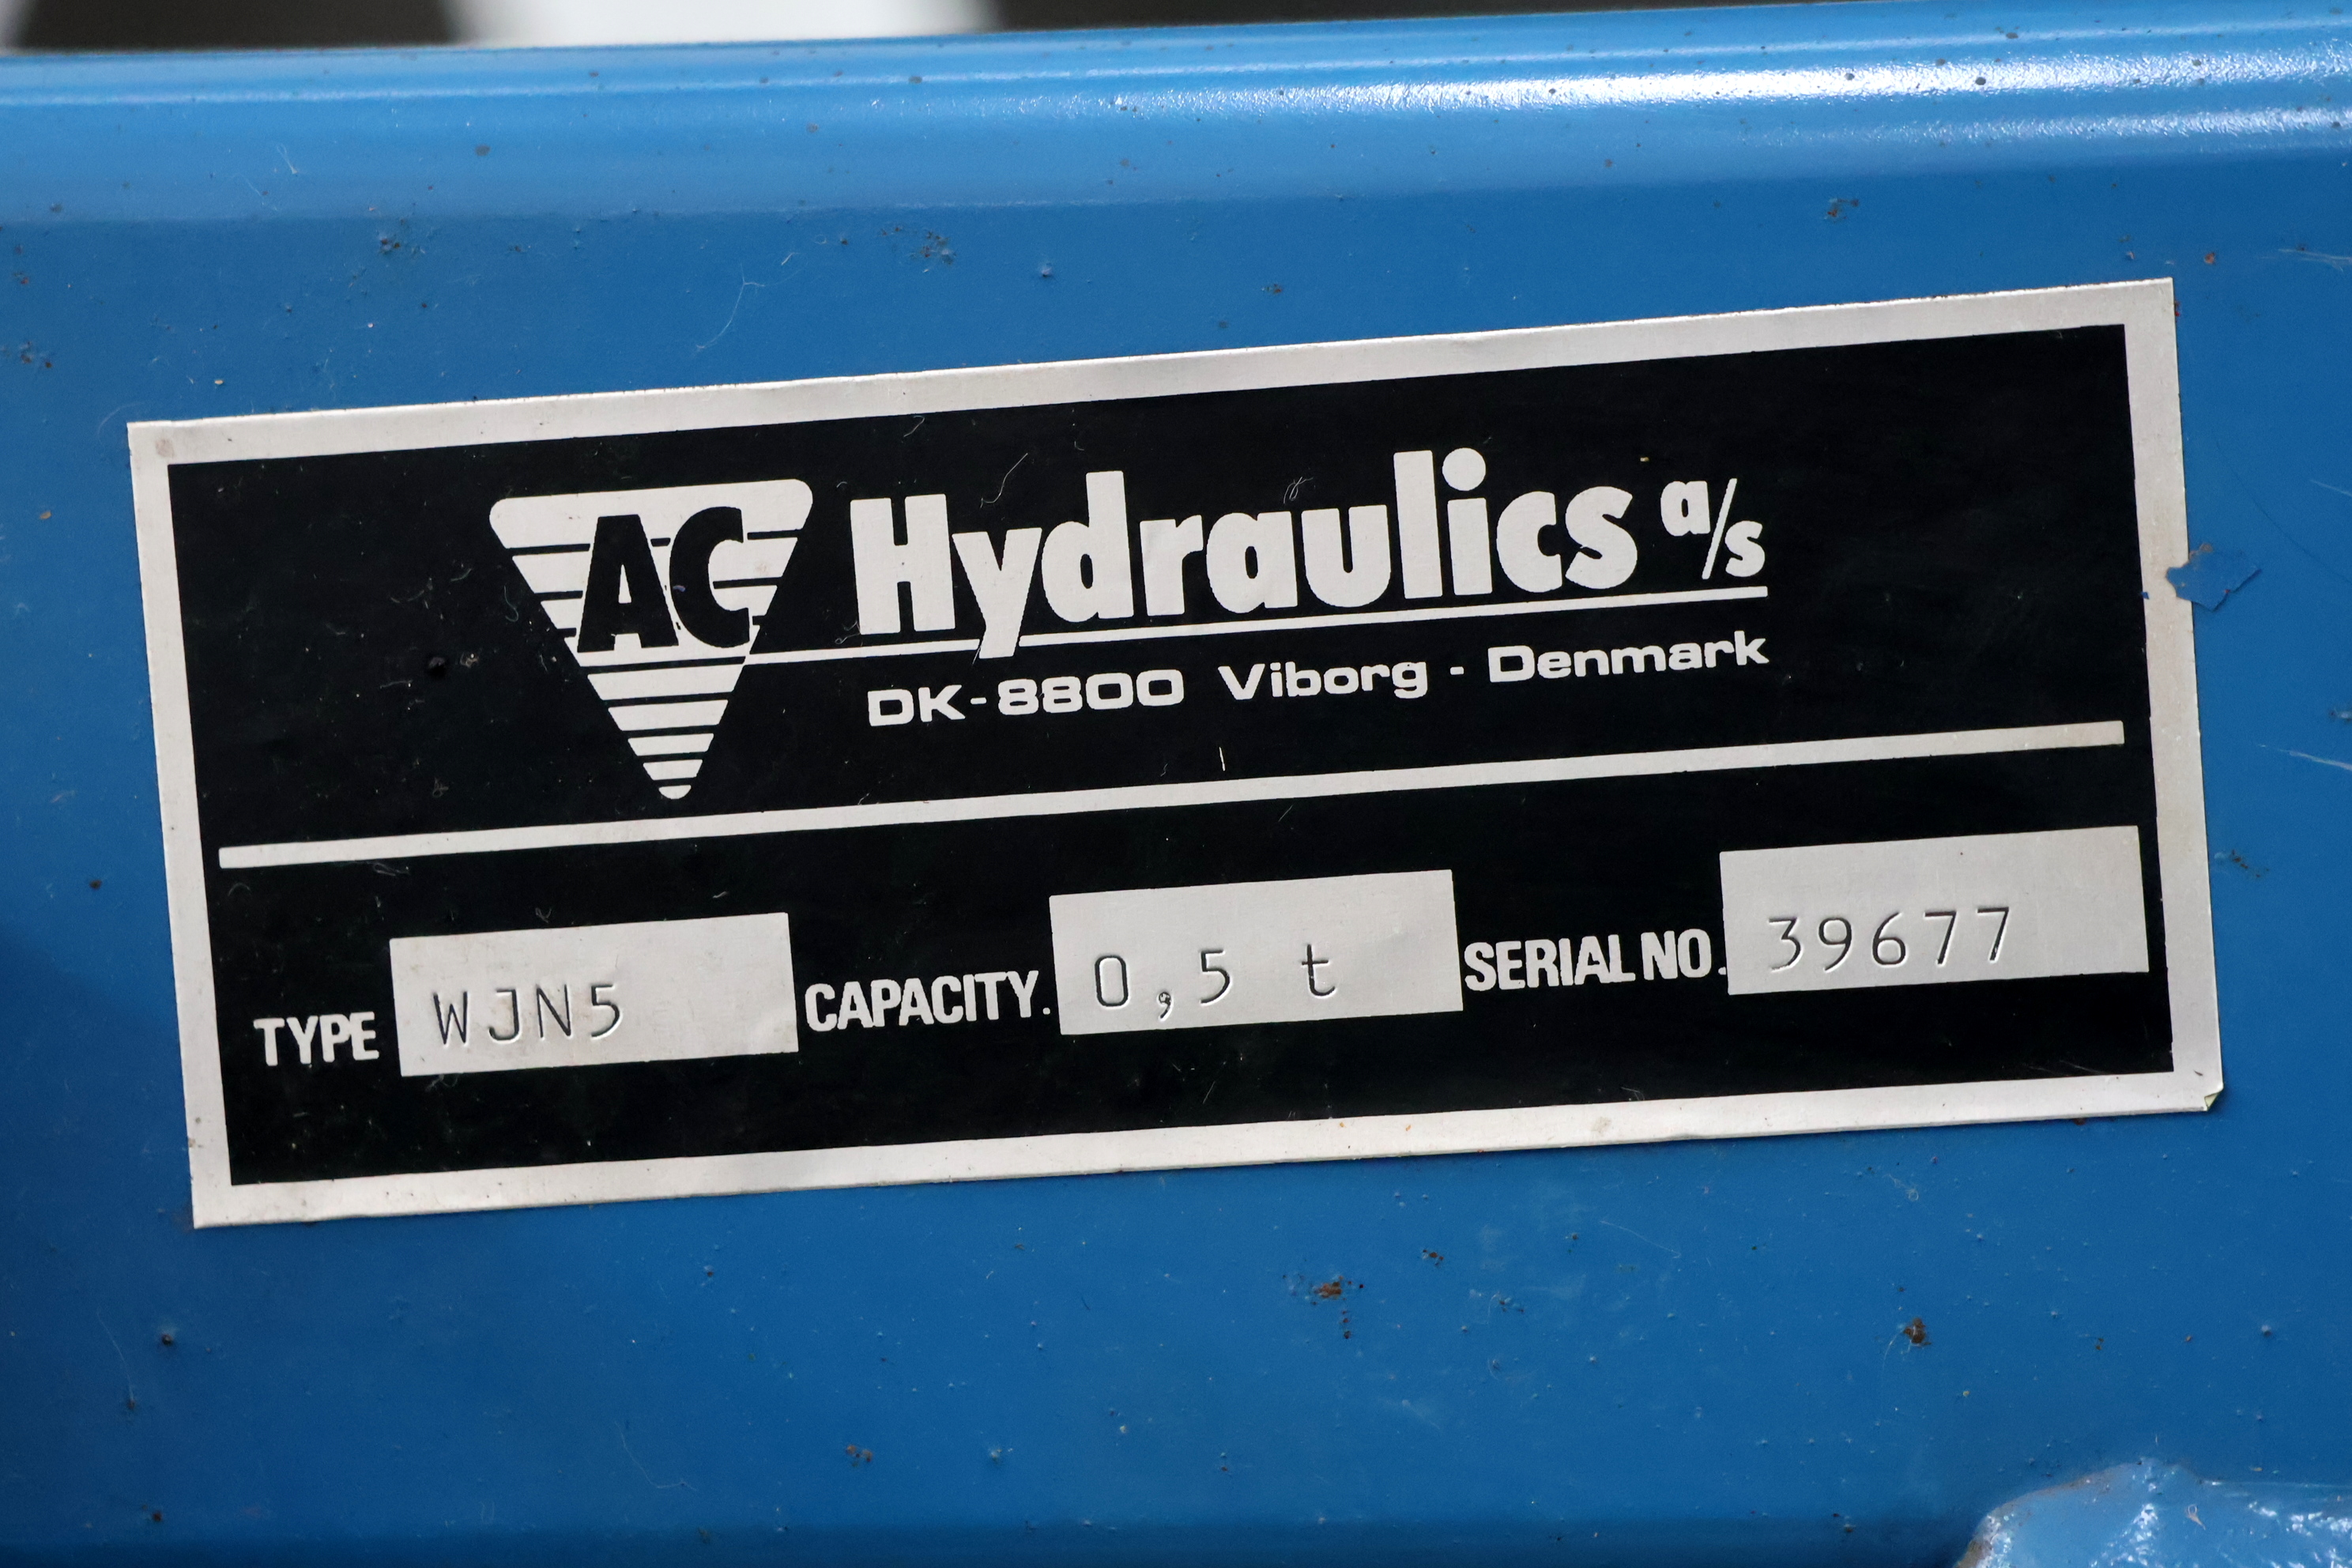 AC Hydraulics a/s
DK-8800 Viborg - Denmark
TYPE WJN5 CAPACITY. 0,5 t SERIAL NO. 39677